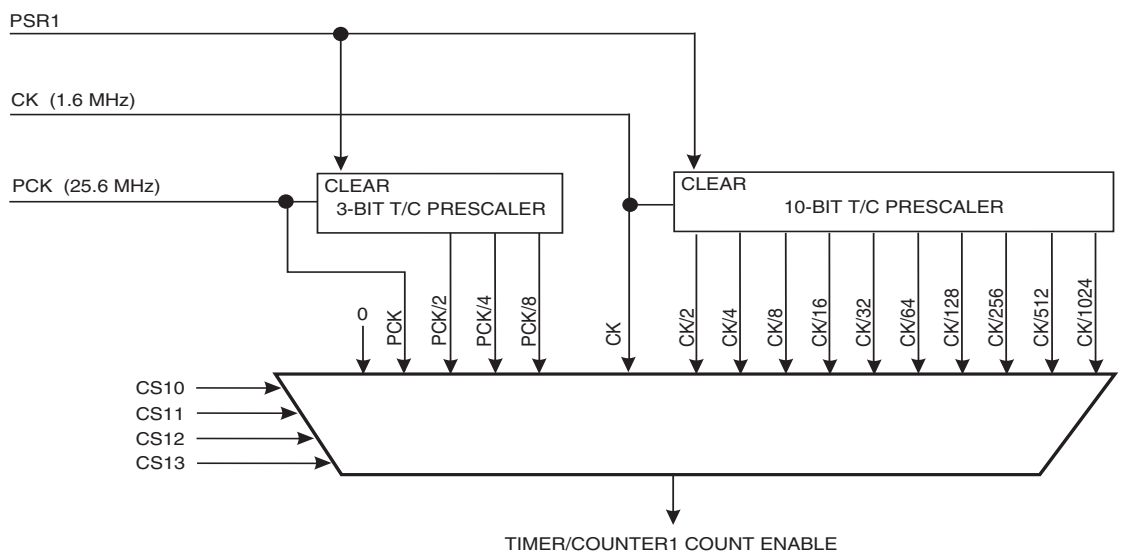 PSR1
CK (1.6 MHz)
PCK (25.6 MHz)
CLEAR
3-BIT T/C PRESCALER
CLEAR
10-BIT T/C PRESCALER
0
PCK
PCK/2
PCK/4
PCK/8
CK
CK/2
CK/4
CK/8
CK/16
CK/32
CK/64
CK/128
CK/256
CK/512
CK/1024
CS10
CS11
CS12
CS13
TIMER/COUNTER1 COUNT ENABLE